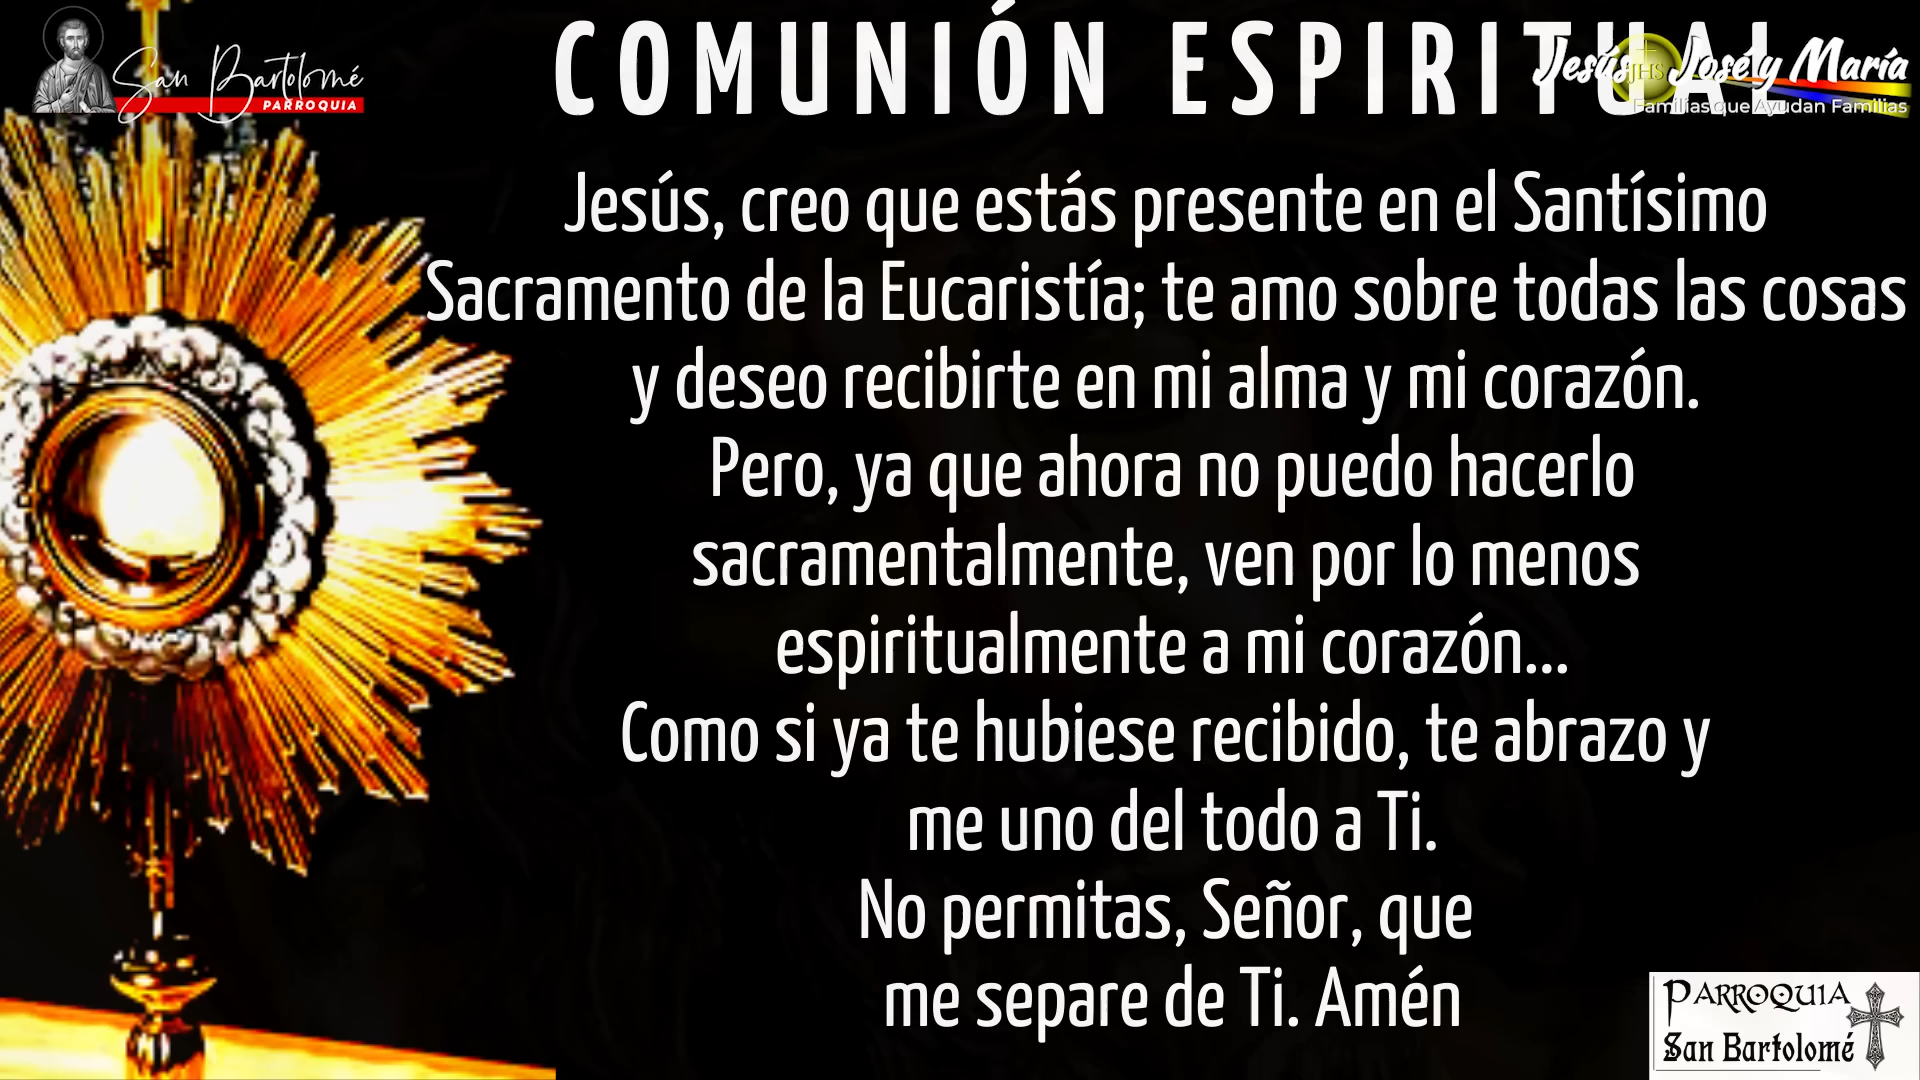 San Bartolomé
PARROQUIA
COMUNIÓN ESPIRITUAL
Jesús José y María
JHS
Familias que Ayudan Familias
Jesús, creo que estás presente en el Santísimo
Sacramento de la Eucaristía; te amo sobre todas las cosas
y deseo recibirte en mi alma y mi corazón.
Pero, ya que ahora no puedo hacerlo
sacramentalmente, ven por lo menos
espiritualmente a mi corazón...
Como si ya te hubiese recibido, te abrazo y
me uno del todo a Ti.
No permitas, Señor, que
me separe de Ti. Amén
PARROQUIA
San Bartolomé